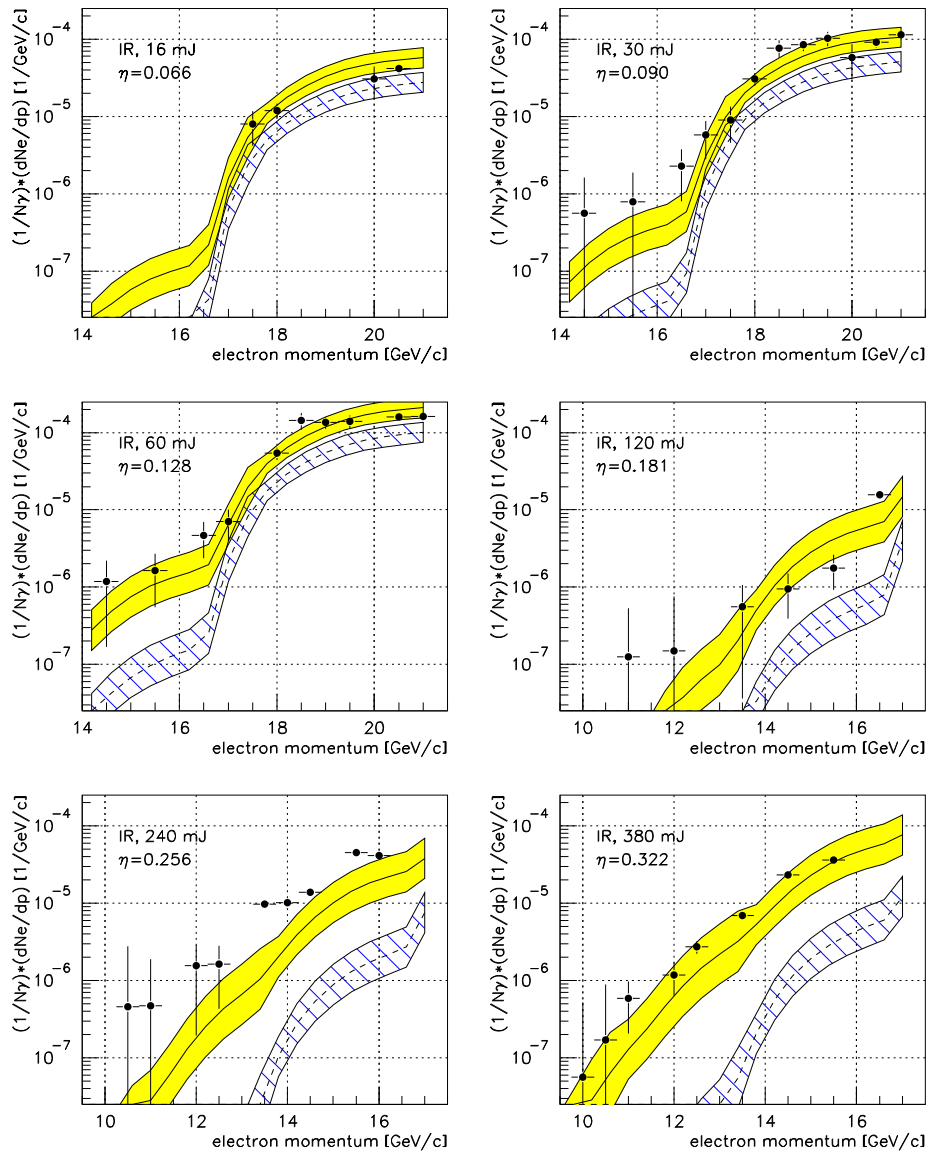 (1/Nγ)*(dNe/dp) [1/GeV/c]
10⁻⁴
10⁻⁵
10⁻⁶
10⁻⁷
IR, 16 mJ
η=0.066
14 16 18 20
electron momentum [GeV/c]
(1/Nγ)*(dNe/dp) [1/GeV/c]
10⁻⁴
10⁻⁵
10⁻⁶
10⁻⁷
IR, 30 mJ
η=0.090
14 16 18 20
electron momentum [GeV/c]
(1/Nγ)*(dNe/dp) [1/GeV/c]
10⁻⁴
10⁻⁵
10⁻⁶
10⁻⁷
IR, 60 mJ
η=0.128
14 16 18 20
electron momentum [GeV/c]
(1/Nγ)*(dNe/dp) [1/GeV/c]
10⁻⁴
10⁻⁵
10⁻⁶
10⁻⁷
IR, 120 mJ
η=0.181
10 12 14 16
electron momentum [GeV/c]
(1/Nγ)*(dNe/dp) [1/GeV/c]
10⁻⁴
10⁻⁵
10⁻⁶
10⁻⁷
IR, 240 mJ
η=0.256
10 12 14 16
electron momentum [GeV/c]
(1/Nγ)*(dNe/dp) [1/GeV/c]
10⁻⁴
10⁻⁵
10⁻⁶
10⁻⁷
IR, 380 mJ
η=0.322
10 12 14 16
electron momentum [GeV/c]